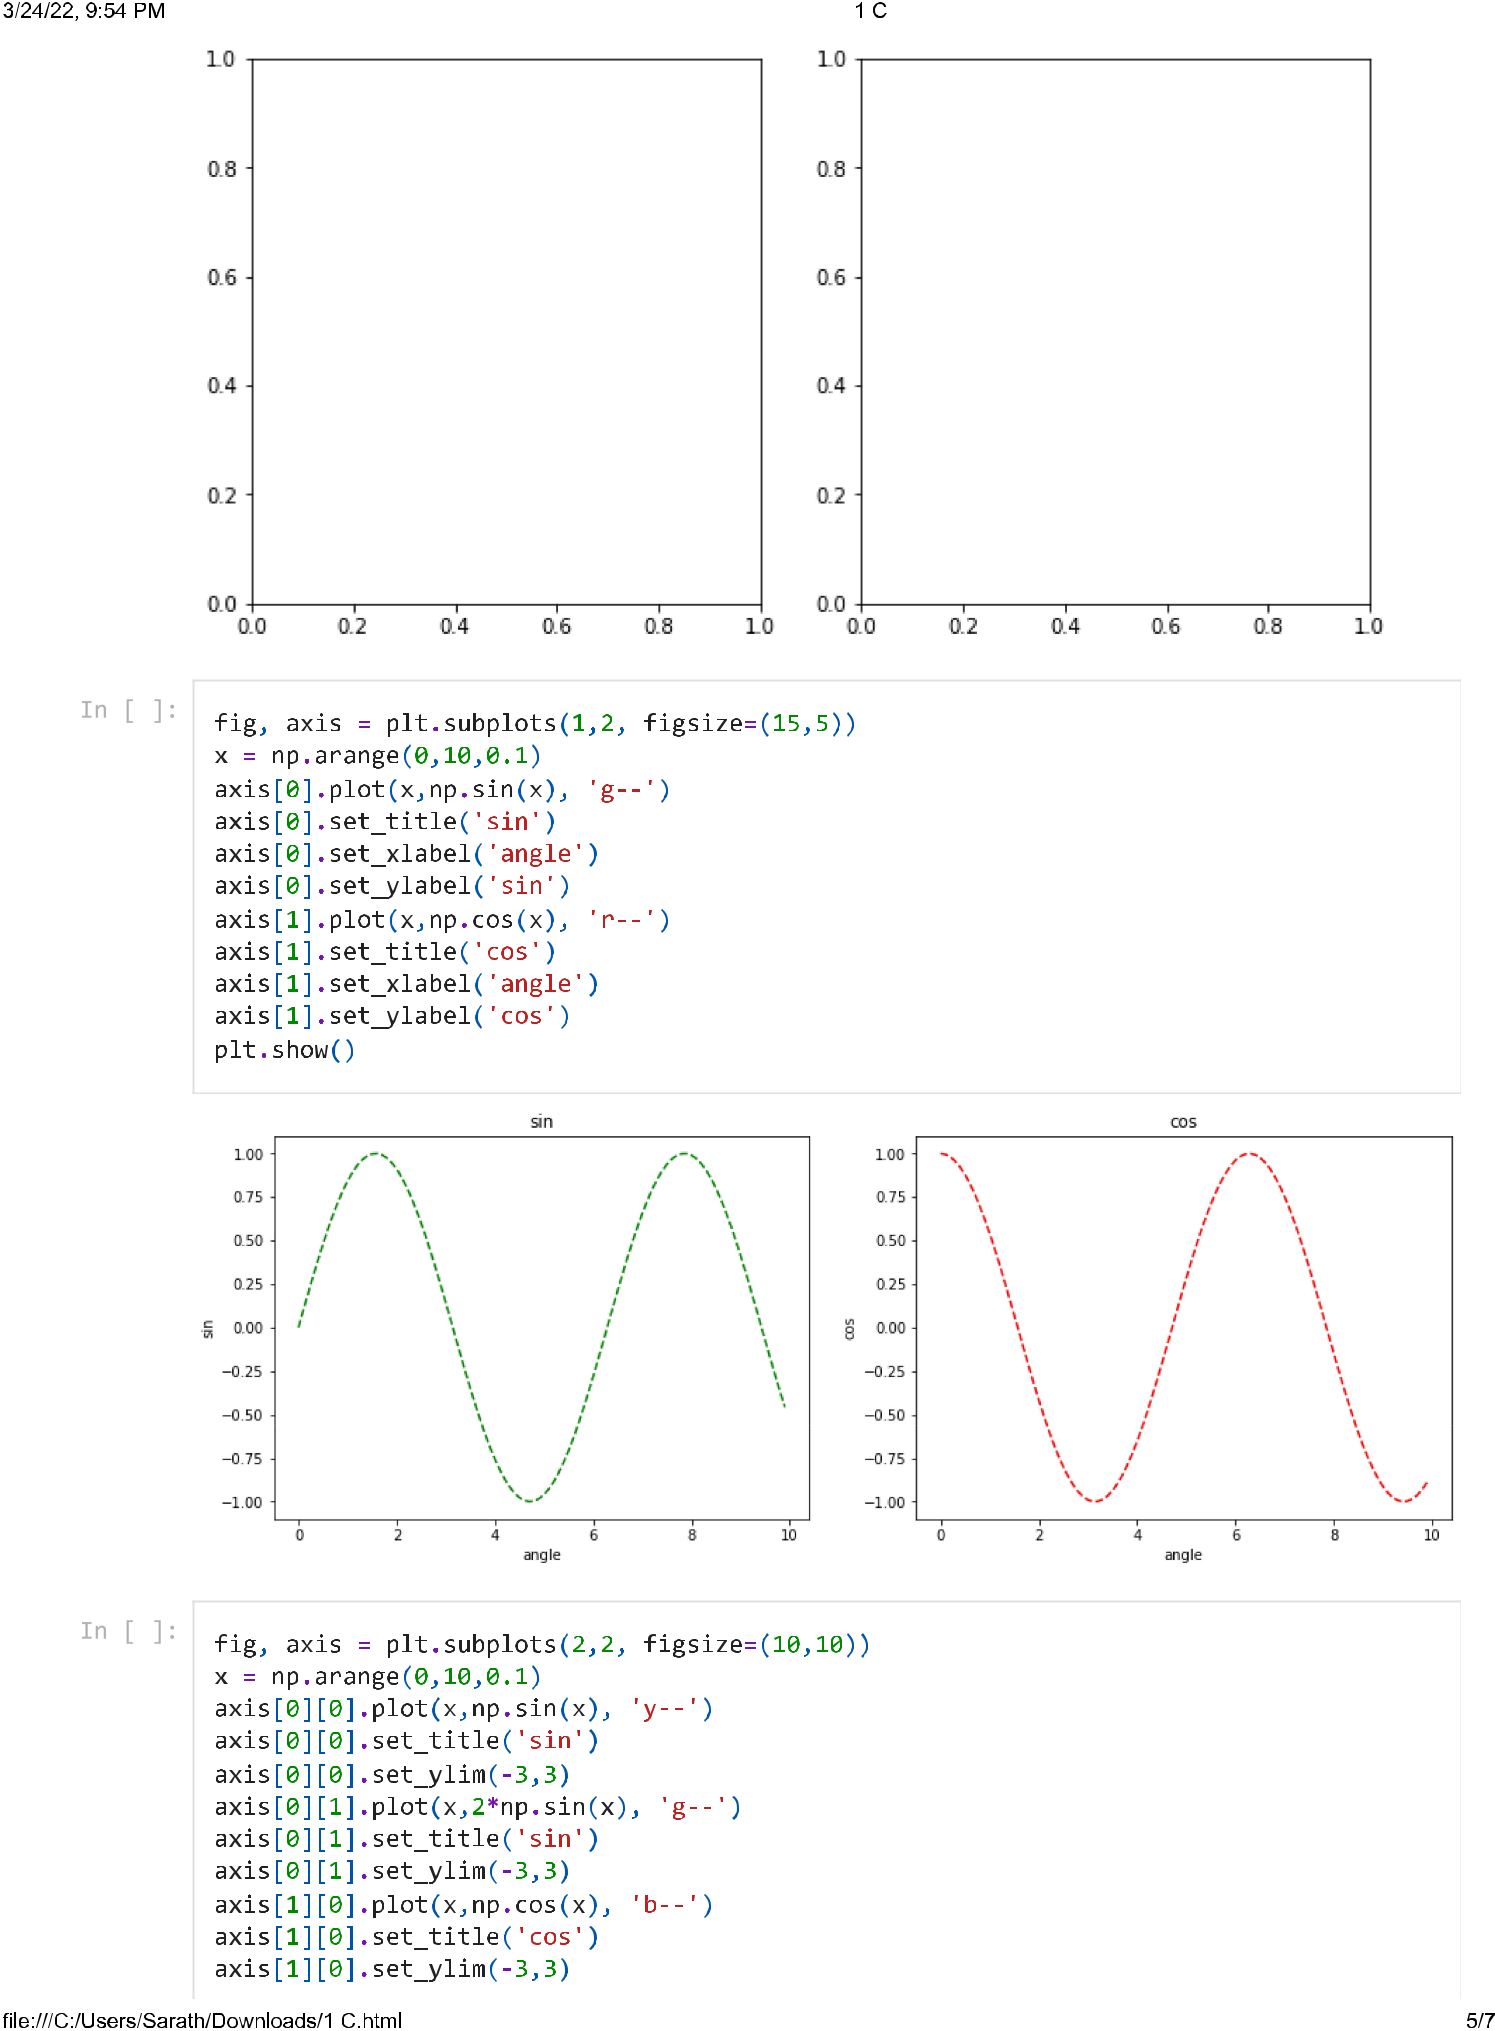 3/24/22, 9:54 PM 1 C
1.0 1.0
0.8 0.8
0.6 0.6
0.4 0.4
0.2 0.2
0.0 0.0
0.0 0.2 0.4 0.6 0.8 1.0 0.0 0.2 0.4 0.6 0.8 1.0
In [ ]:
fig, axis = plt.subplots(1,2, figsize=(15,5))
x = np.arange(0,10,0.1)
axis[0].plot(x,np.sin(x), 'g--')
axis[0].set_title('sin')
axis[0].set_xlabel('angle')
axis[0].set_ylabel('sin')
axis[1].plot(x,np.cos(x), 'r--')
axis[1].set_title('cos')
axis[1].set_xlabel('angle')
axis[1].set_ylabel('cos')
plt.show()
sin cos
1.00 1.00
0.75 0.75
0.50 0.50
0.25 0.25
sin 0.00 cos 0.00
−0.25 −0.25
−0.50 −0.50
−0.75 −0.75
−1.00 −1.00
0 2 4 6 8 10 0 2 4 6 8 10
angle angle
In [ ]:
fig, axis = plt.subplots(2,2, figsize=(10,10))
x = np.arange(0,10,0.1)
axis[0][0].plot(x,np.sin(x), 'y--')
axis[0][0].set_title('sin')
axis[0][0].set_ylim(-3,3)
axis[0][1].plot(x,2*np.sin(x), 'g--')
axis[0][1].set_title('sin')
axis[0][1].set_ylim(-3,3)
axis[1][0].plot(x,np.cos(x), 'b--')
axis[1][0].set_title('cos')
axis[1][0].set_ylim(-3,3)
file:///C:/Users/Sarath/Downloads/1 C.html 5/7